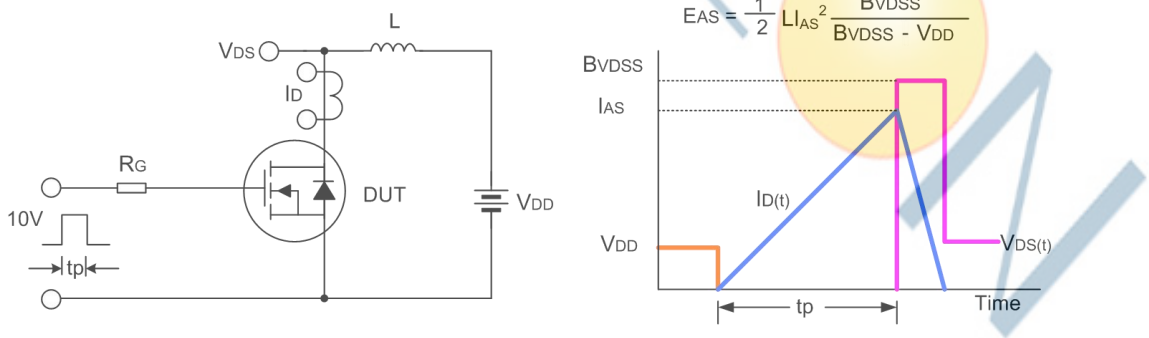 L
VDS
ID
RG
DUT
10V
tp
VDD
EAS = 1/2 LIAS² BVDSS/(BVDSS - VDD)
BVDSS
IAS
ID(t)
VDD
VDS(t)
tp
Time